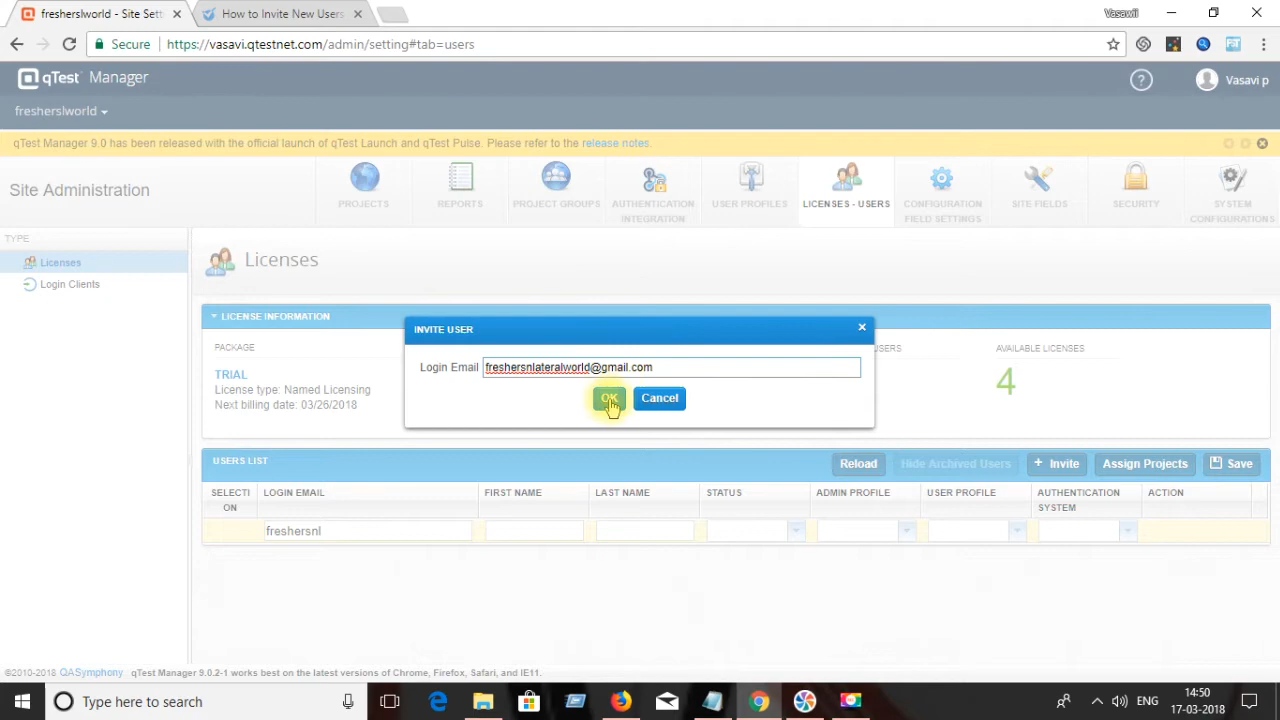 fresherslworld - Site Sett
How to Invite New Users
Vasawii
Secure
https://vasavi.qtestnet.com/admin/setting#tab=users
qTest Manager
Vasavi p
fresherslworld
qTest Manager 9.0 has been released with the official launch of qTest Launch and qTest Pulse. Please refer to the release notes.
Site Administration
PROJECTS
REPORTS
PROJECT GROUPS
AUTHENTICATION
INTEGRATION
USER PROFILES
LICENSES - USERS
CONFIGURATION
FIELD SETTINGS
SITE FIELDS
SECURITY
SYSTEM
CONFIGURATIONS
TYPE
Licenses
Login Clients
Licenses
LICENSE INFORMATION
PACKAGE
TRIAL
License type: Named Licensing
Next billing date: 03/26/2018
USERS
AVAILABLE LICENSES
4
INVITE USER
Login Email
freshersnlateralworld@gmail.com
OK
Cancel
USERS LIST
Reload
Hide Archived Users
+ Invite
Assign Projects
Save
SELECTI
ON
LOGIN EMAIL
FIRST NAME
LAST NAME
STATUS
ADMIN PROFILE
USER PROFILE
AUTHENTICATION
SYSTEM
ACTION
freshersnl
©2010-2018 QASymphony qTest Manager 9.0.2-1 works best on the latest versions of Chrome, Firefox, Safari, and IE11.
Type here to search
ENG
14:50
17-03-2018